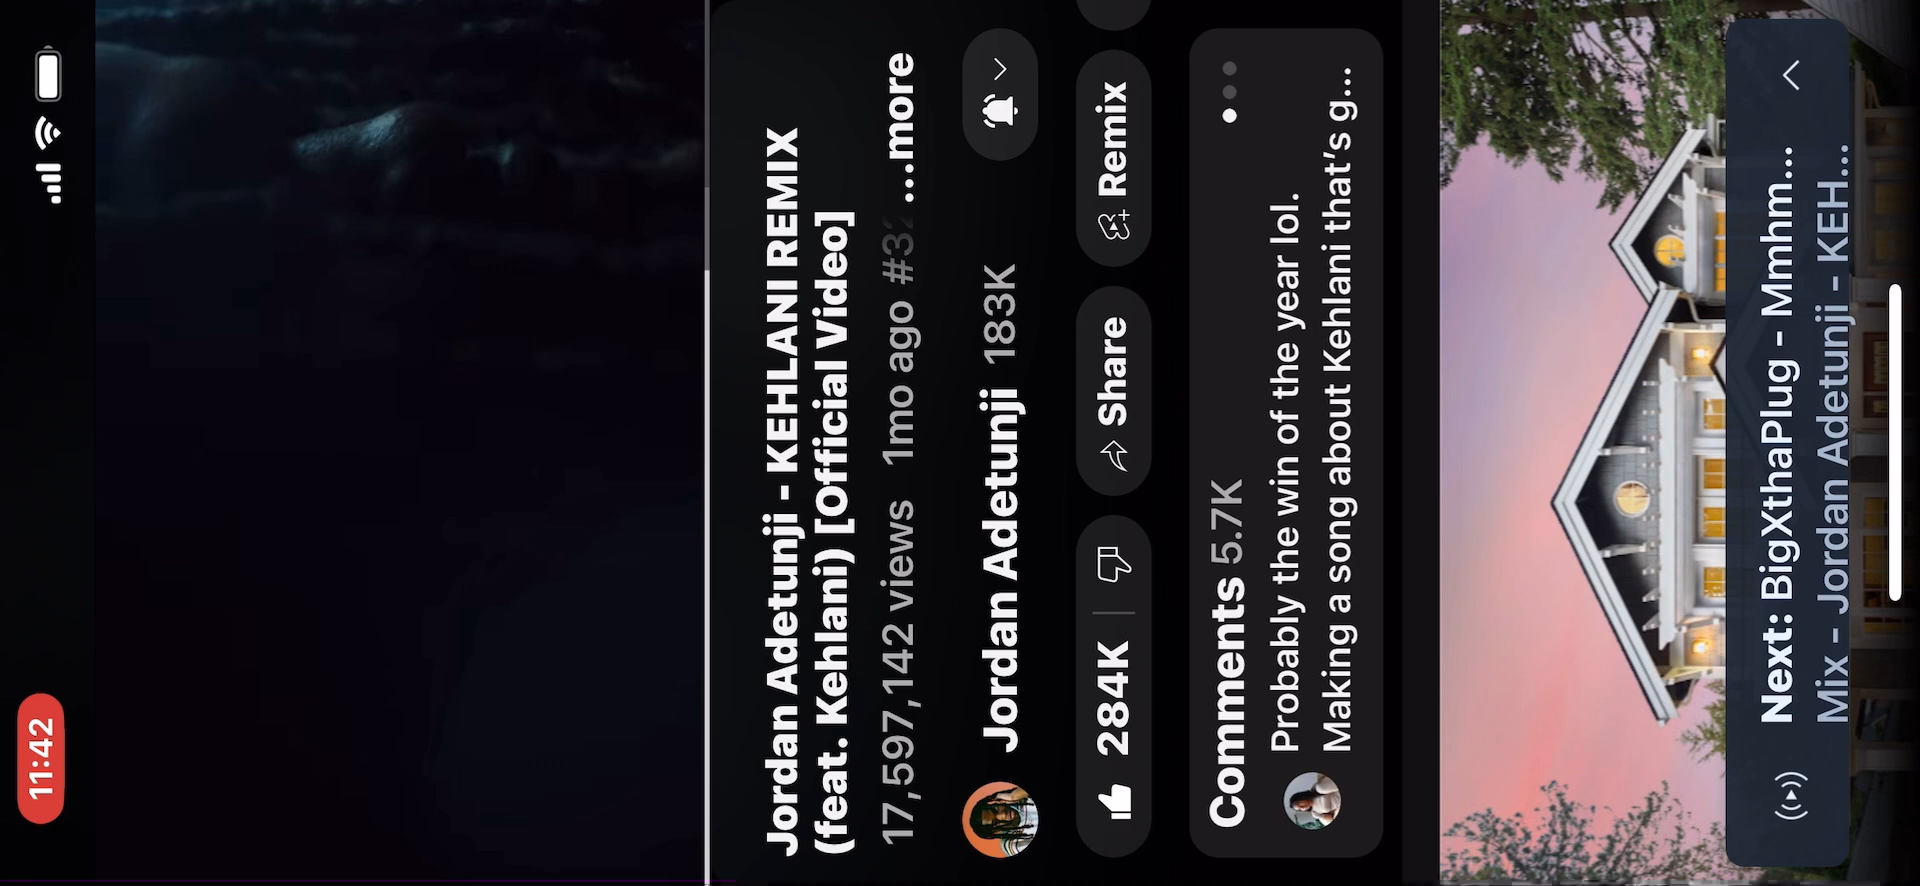 11:42
Jordan Adetunji - KEHLANI REMIX
(feat. Kehlani) [Official Video]
17,597,142 views 1mo ago #3 ...more
Jordan Adetunji 183K
284K Share Remix
Comments 5.7K
Probably the win of the year lol.
Making a song about Kehlani that's g...
Next: BigXthaPlug - Mmhm...
Mix - Jordan Adetunji - KEH...